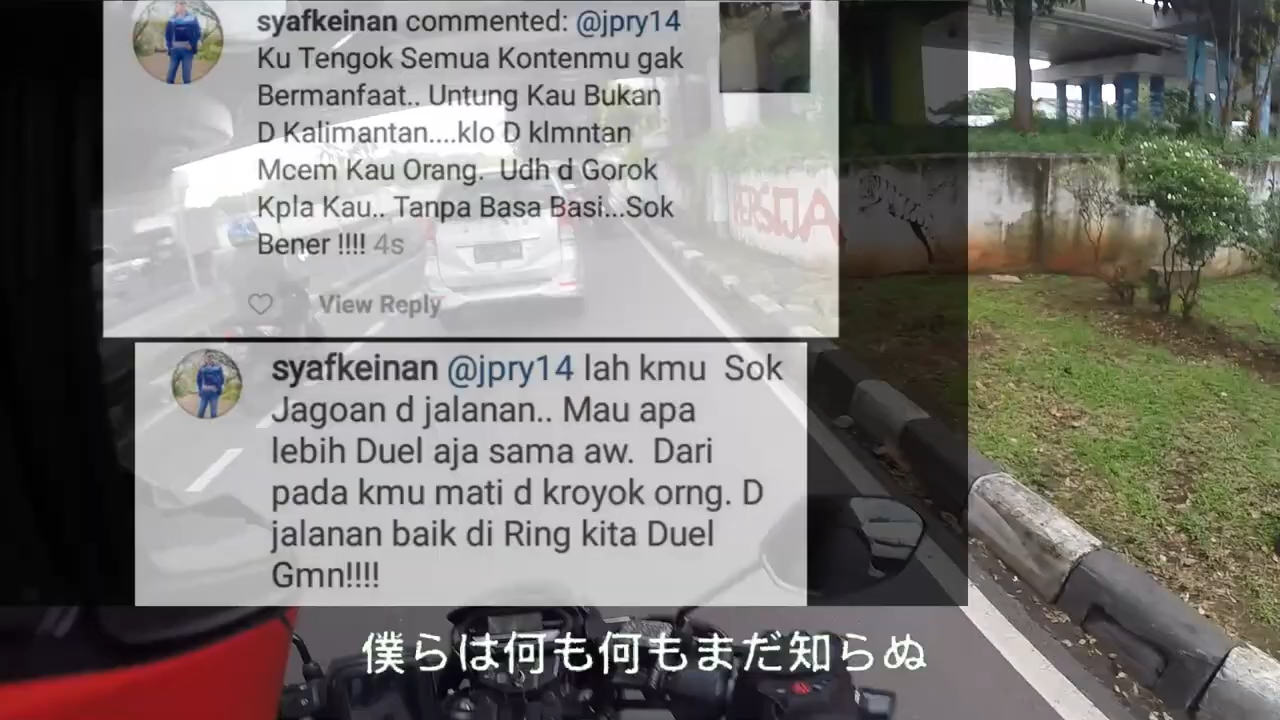 syafkeinan commented: @jpry14
Ku Tengok Semua Kontenmu gak
Bermanfaat.. Untung Kau Bukan
D Kalimantan....klo D klmntan
Mcem Kau Orang. Udh d Gorok
Kpla Kau.. Tanpa Basa Basi...Sok
Bener !!!! 4s
View Reply
syafkeinan @jpry14 lah kmu Sok
Jagoan d jalanan.. Mau apa
lebih Duel aja sama aw. Dari
pada kmu mati d kroyok orng. D
jalanan baik di Ring kita Duel
Gmn!!!!
僕らは何も何もまだ知らぬ